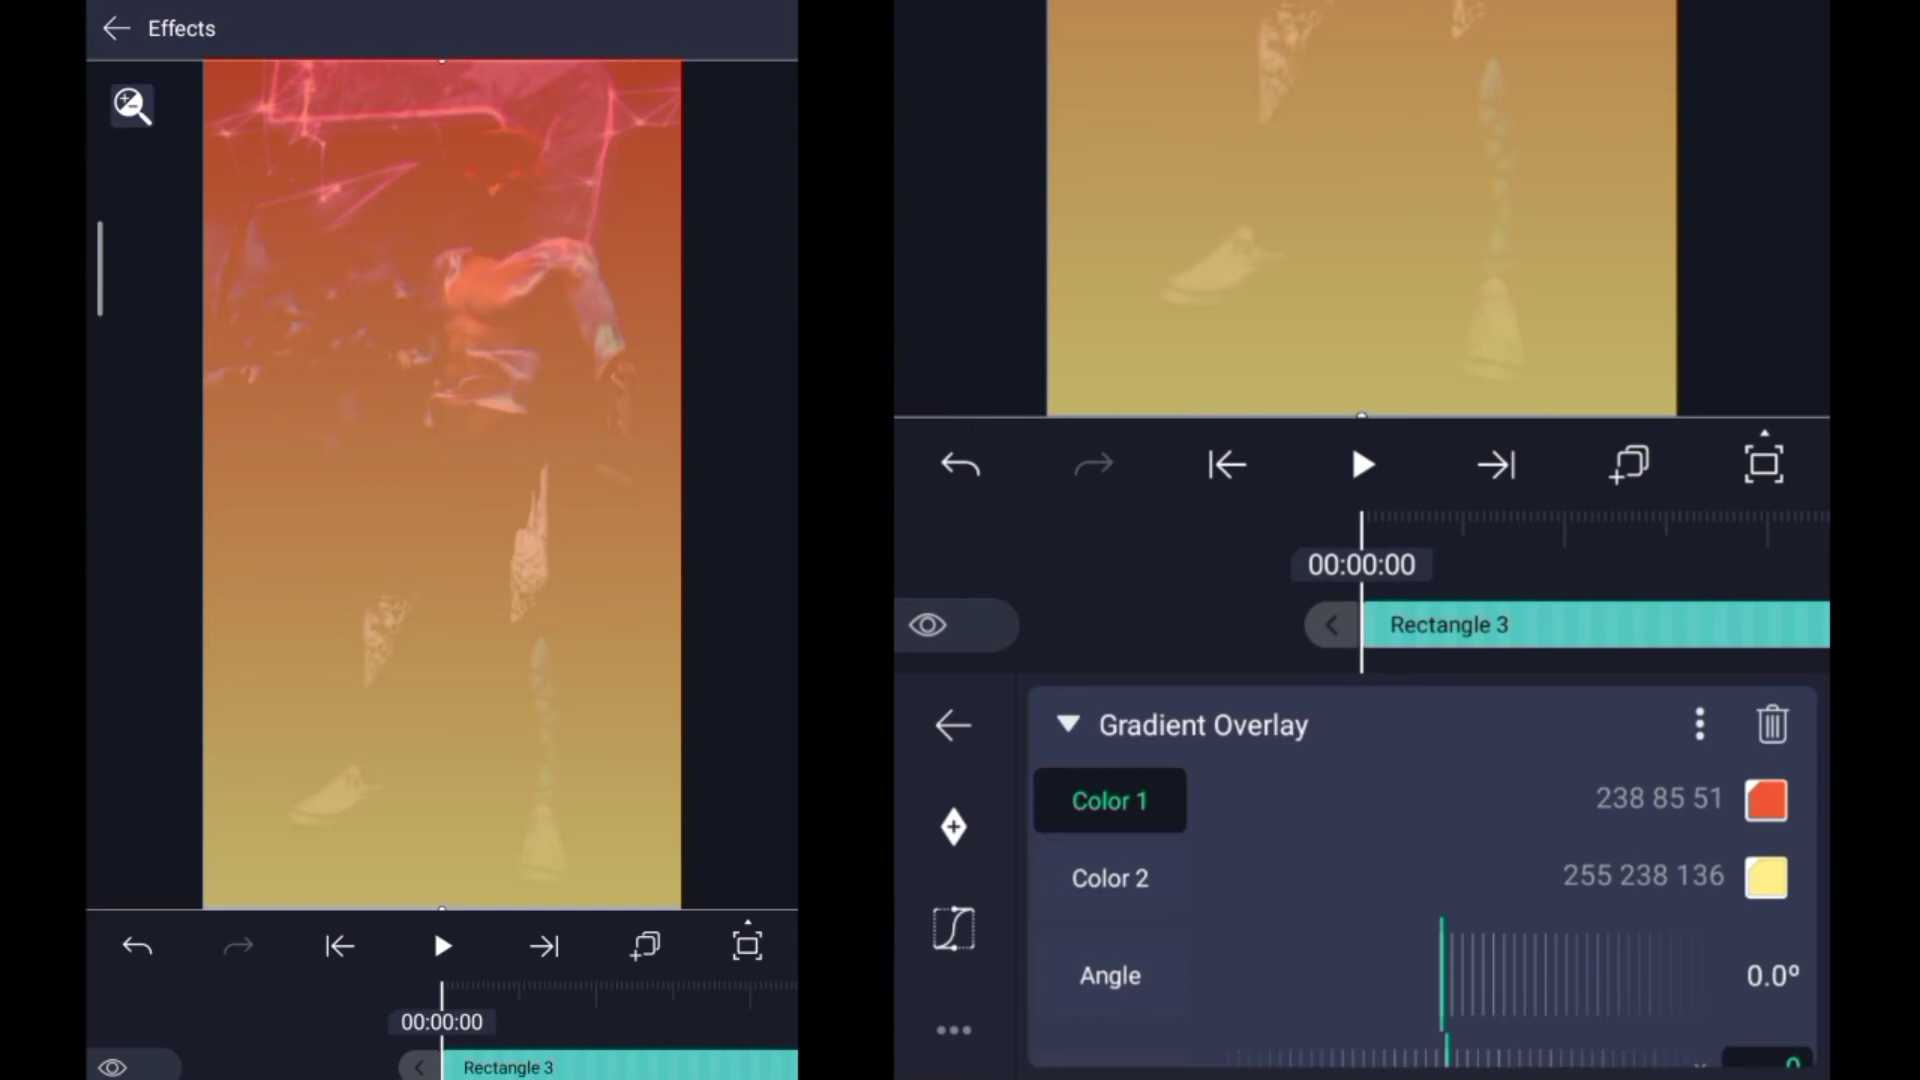 Effects
00:00:00
Rectangle 3
00:00:00
Rectangle 3
Gradient Overlay
Color 1
238 85 51
Color 2
255 238 136
Angle
0.0º